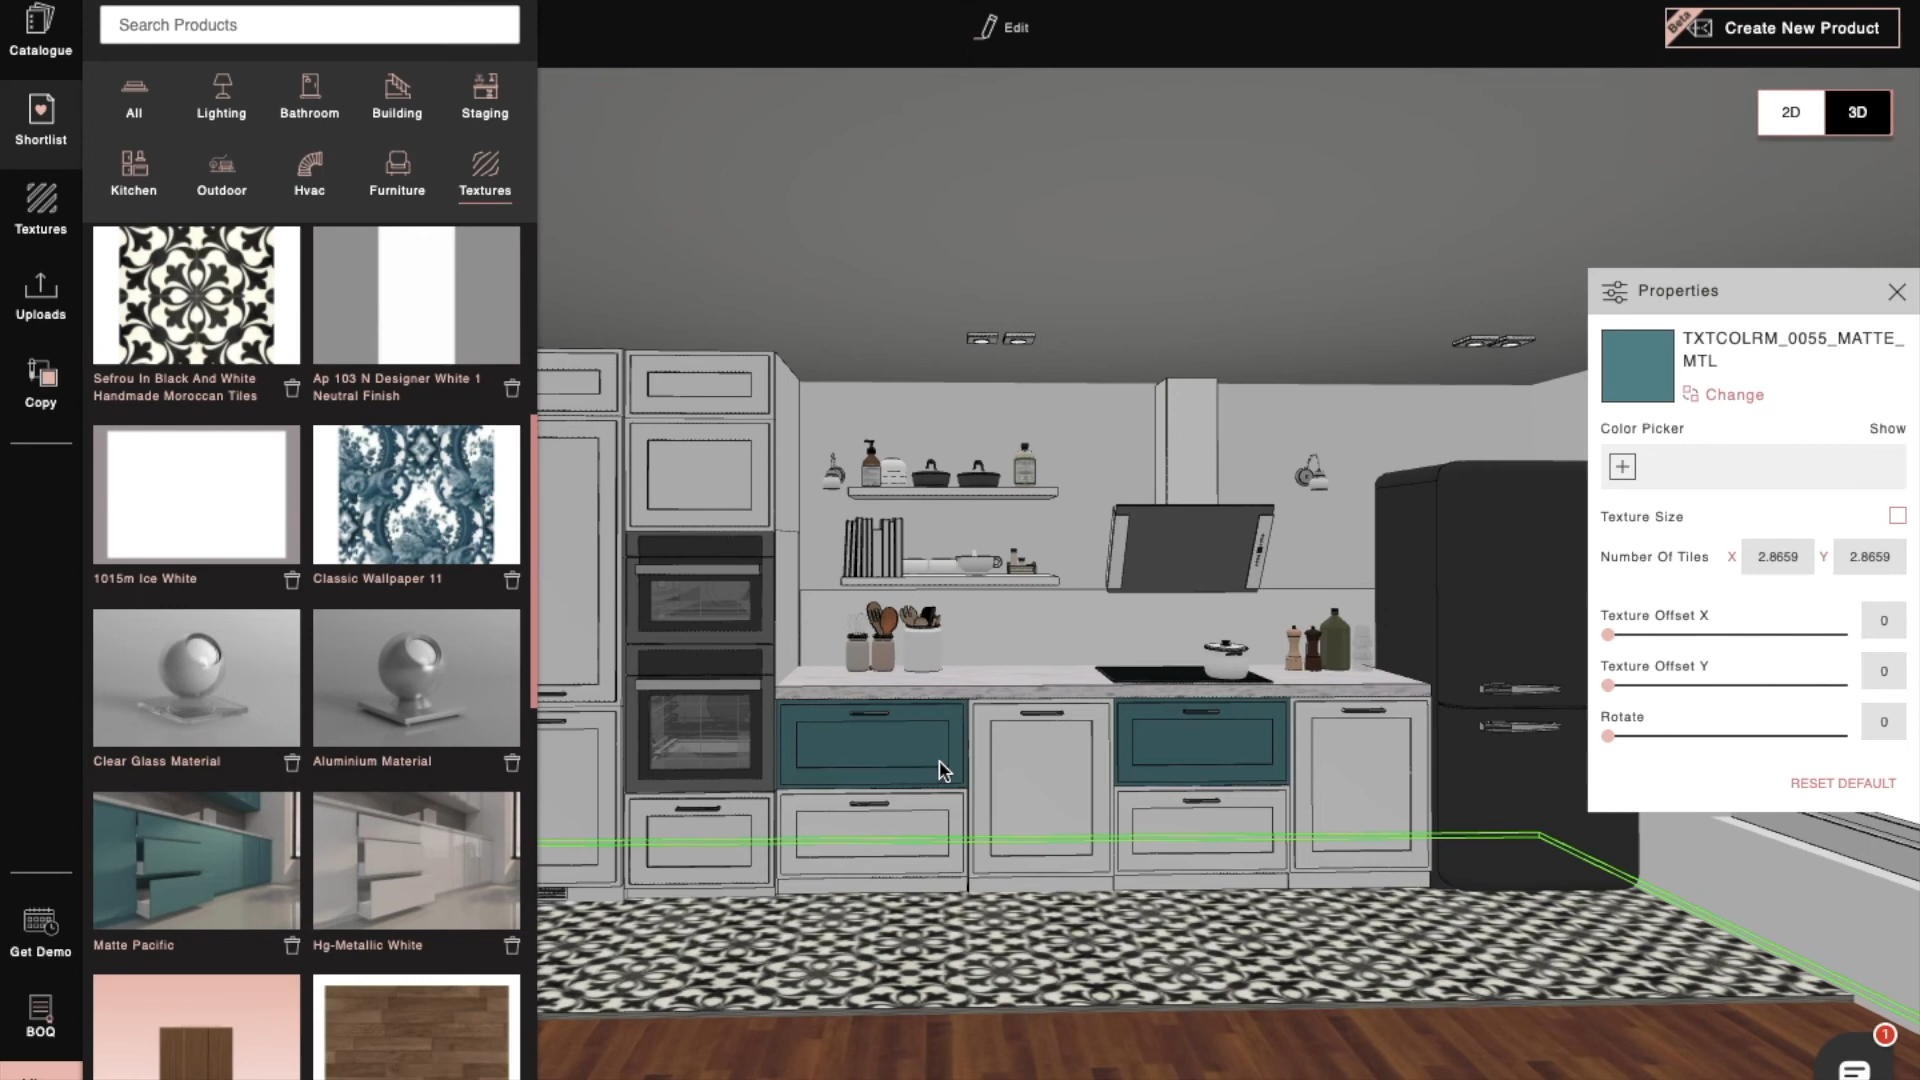 Search Products
Edit
Beta
Create New Product
Catalogue
Shortlist
Textures
Uploads
Copy
Get Demo
BOQ
All
Lighting
Bathroom
Building
Staging
Kitchen
Outdoor
Hvac
Furniture
Textures
Sefrou In Black And White
Handmade Moroccan Tiles
Ap 103 N Designer White 1
Neutral Finish
1015m Ice White
Classic Wallpaper 11
Clear Glass Material
Aluminium Material
Matte Pacific
Hg-Metallic White
2D
3D
Properties
TXTCOLRM_0055_MATTE_
MTL
Change
Color Picker
Show
Texture Size
Number Of Tiles X 2.8659 Y 2.8659
Texture Offset X
0
Texture Offset Y
0
Rotate
0
RESET DEFAULT
1